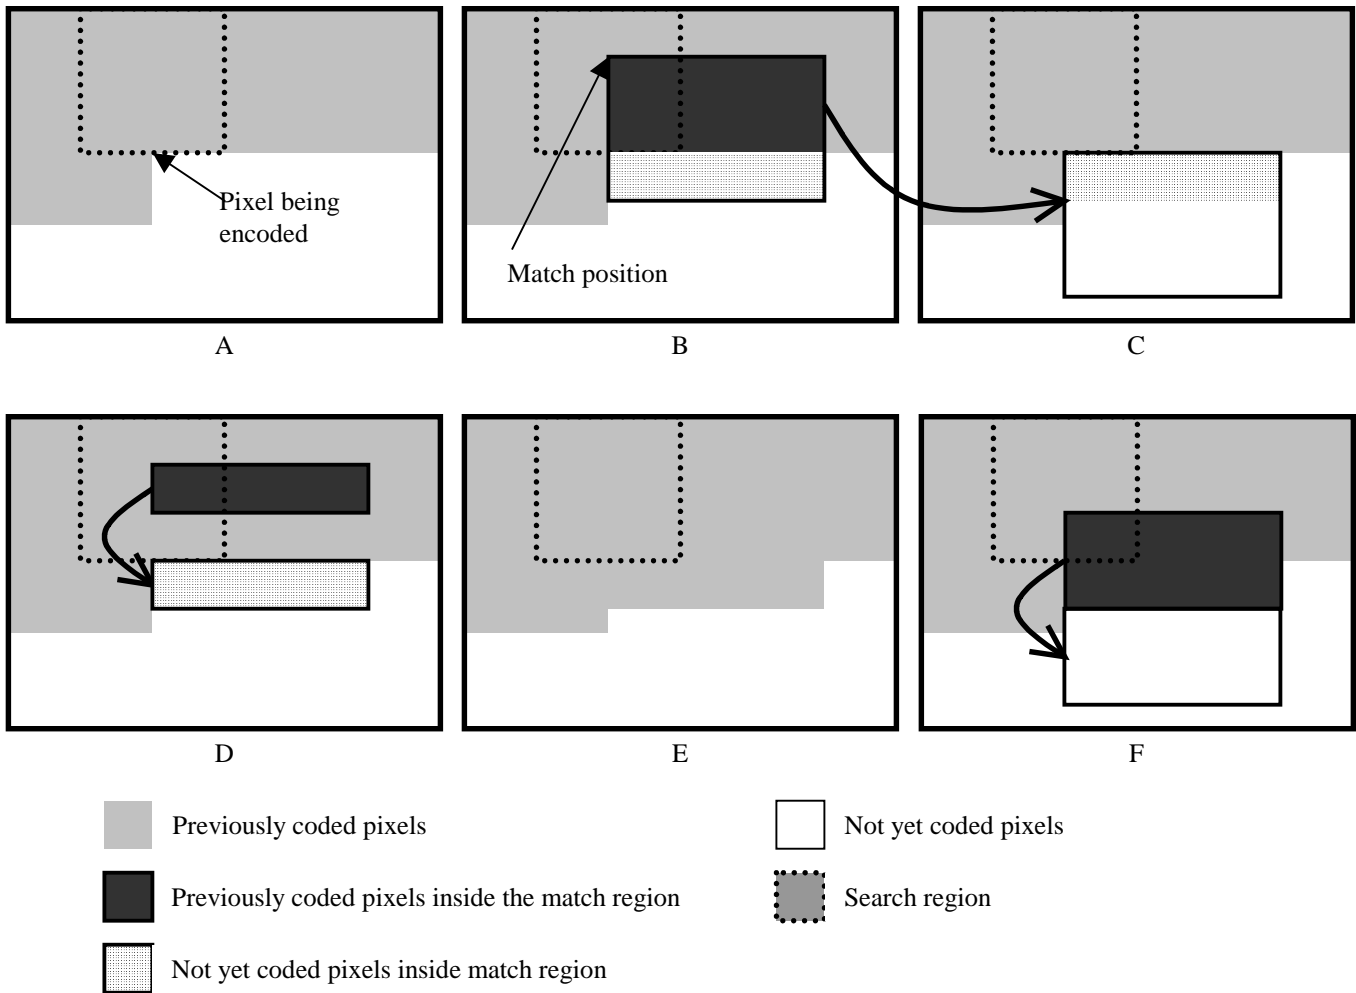 Pixel being
encoded
Match position
A
B
C
D
E
F
Previously coded pixels
Not yet coded pixels
Previously coded pixels inside the match region
Search region
Not yet coded pixels inside match region